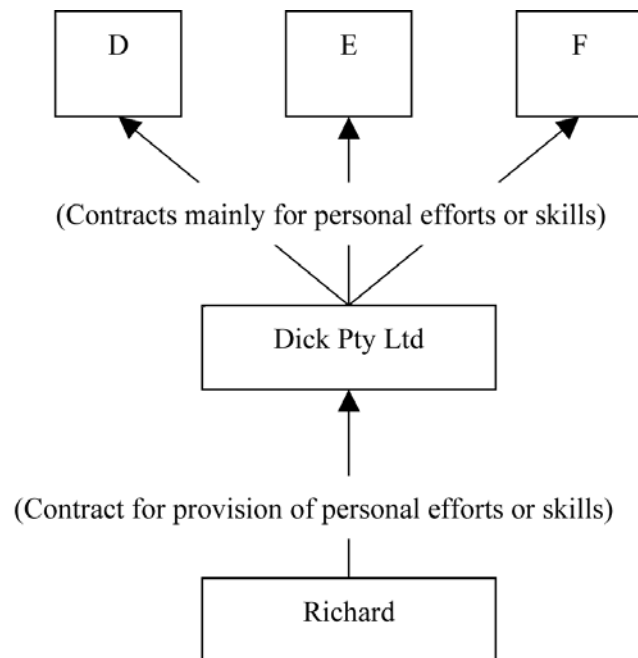 D E F
(Contracts mainly for personal efforts or skills)
Dick Pty Ltd
(Contract for provision of personal efforts or skills)
Richard